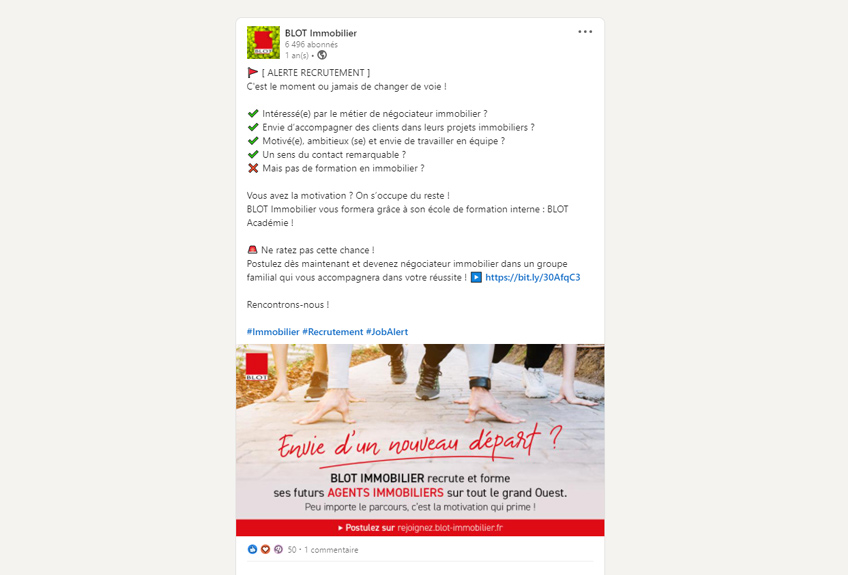 BLOT
BLOT Immobilier
6 496 abonnés
1 an(s) •
[ ALERTE RECRUTEMENT ]
C'est le moment ou jamais de changer de voie !
Intéressé(e) par le métier de négociateur immobilier ?
Envie d'accompagner des clients dans leurs projets immobiliers ?
Motivé(e), ambitieux (se) et envie de travailler en équipe ?
Un sens du contact remarquable ?
Mais pas de formation en immobilier ?
Vous avez la motivation ? On s'occupe du reste !
BLOT Immobilier vous formera grâce à son école de formation interne : BLOT
Académie !
Ne ratez pas cette chance !
Postulez dès maintenant et devenez négociateur immobilier dans un groupe
familial qui vous accompagnera dans votre réussite ! https://bit.ly/30AfqC3
Rencontrons-nous !
#Immobilier #Recrutement #JobAlert
BLOT
Envie d'un nouveau départ ?
BLOT IMMOBILIER recrute et forme
ses futurs AGENTS IMMOBILIERS sur tout le grand Ouest.
Peu importe le parcours, c'est la motivation qui prime !
▸ Postulez sur rejoignez.blot-immobilier.fr
50 · 1 commentaire